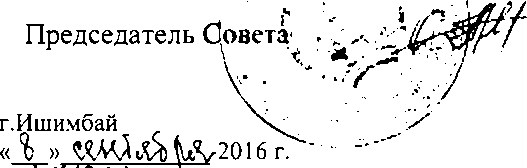 Председатель Совета
г.Ишимбай
«8» сентября 2016 г.